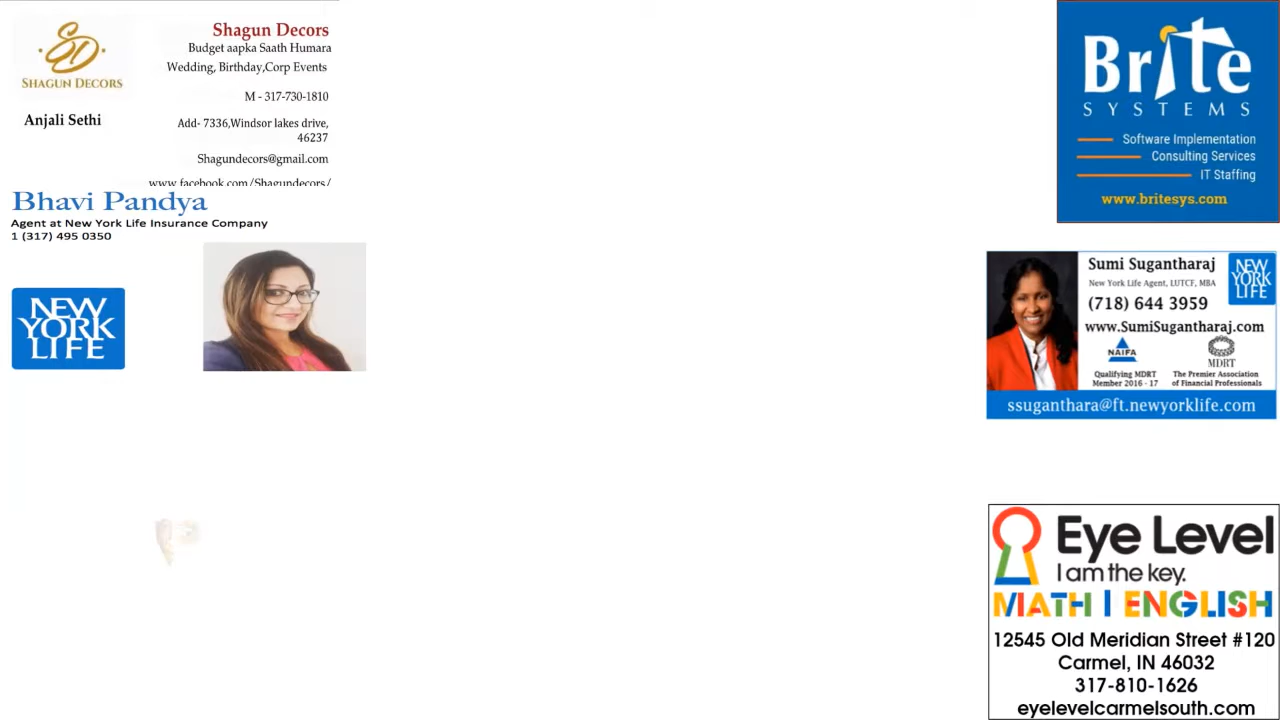 SD
SHAGUN DECORS
Anjali Sethi
Shagun Decors
Budget aapka Saath Humara
Wedding, Birthday,Corp Events
M - 317-730-1810
Add- 7336,Windsor lakes drive,
46237
Shagundecors@gmail.com
www.facebook.com/Shagundecors/
Bhavi Pandya
Agent at New York Life Insurance Company
1 (317) 495 0350
NEW
YORK
LIFE
Brite
SYSTEMS
Software Implementation
Consulting Services
IT Staffing
www.britesys.com
Sumi Sugantharaj
New York Life Agent, LUTCF, MBA
(718) 644 3959
www.SumiSugantharaj.com
NEW
YORK
LIFE
NAIFA
MDRT
Qualifying MDRT
Member 2016 - 17
The Premier Association
of Financial Professionals
ssuganthara@ft.newyorklife.com
Eye Level
I am the key.
MATH | ENGLISH
12545 Old Meridian Street #120
Carmel, IN 46032
317-810-1626
eyelevelcarmelsouth.com